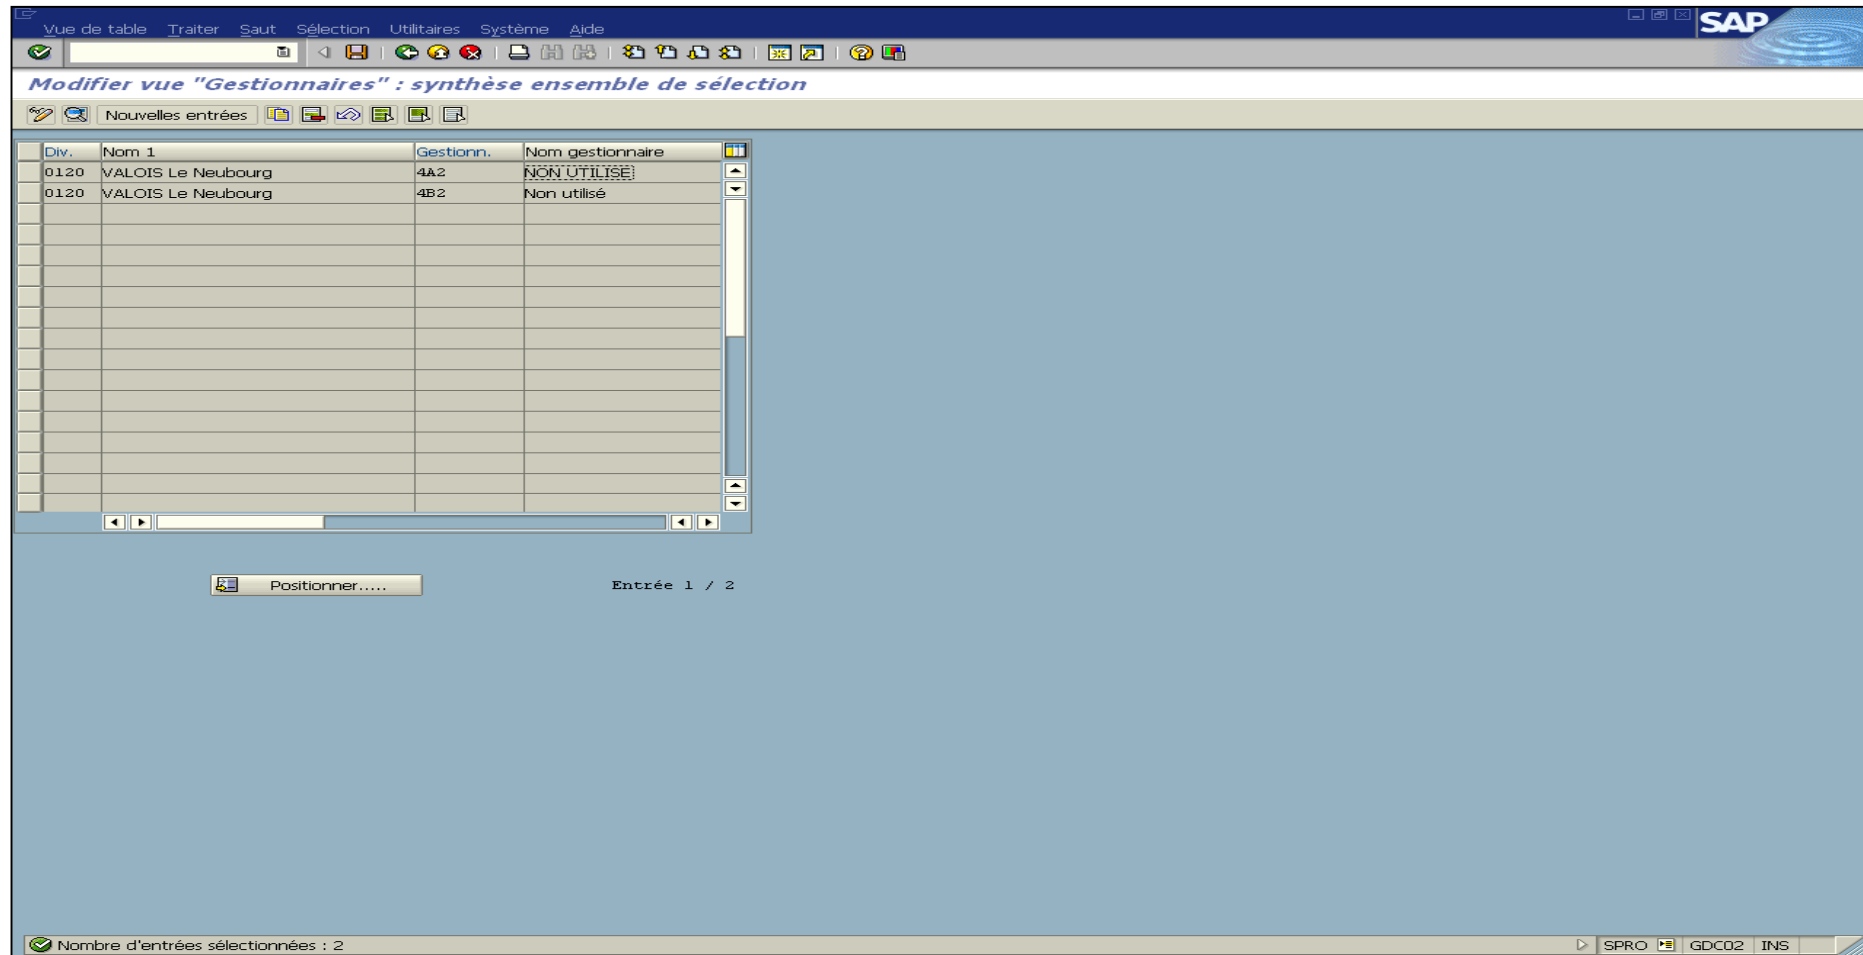 Vue de table Traiter Saut Sélection Utilitaires Système Aide
SAP
Modifier vue "Gestionnaires" : synthèse ensemble de sélection
Nouvelles entrées
Div. Nom 1 Gestionn. Nom gestionnaire
0120 VALOIS Le Neubourg 4A2 NON UTILISE
0120 VALOIS Le Neubourg 4B2 Non utilisé
Positionner..... Entrée 1 / 2
Nombre d'entrées sélectionnées : 2 SPRO GDC02 INS